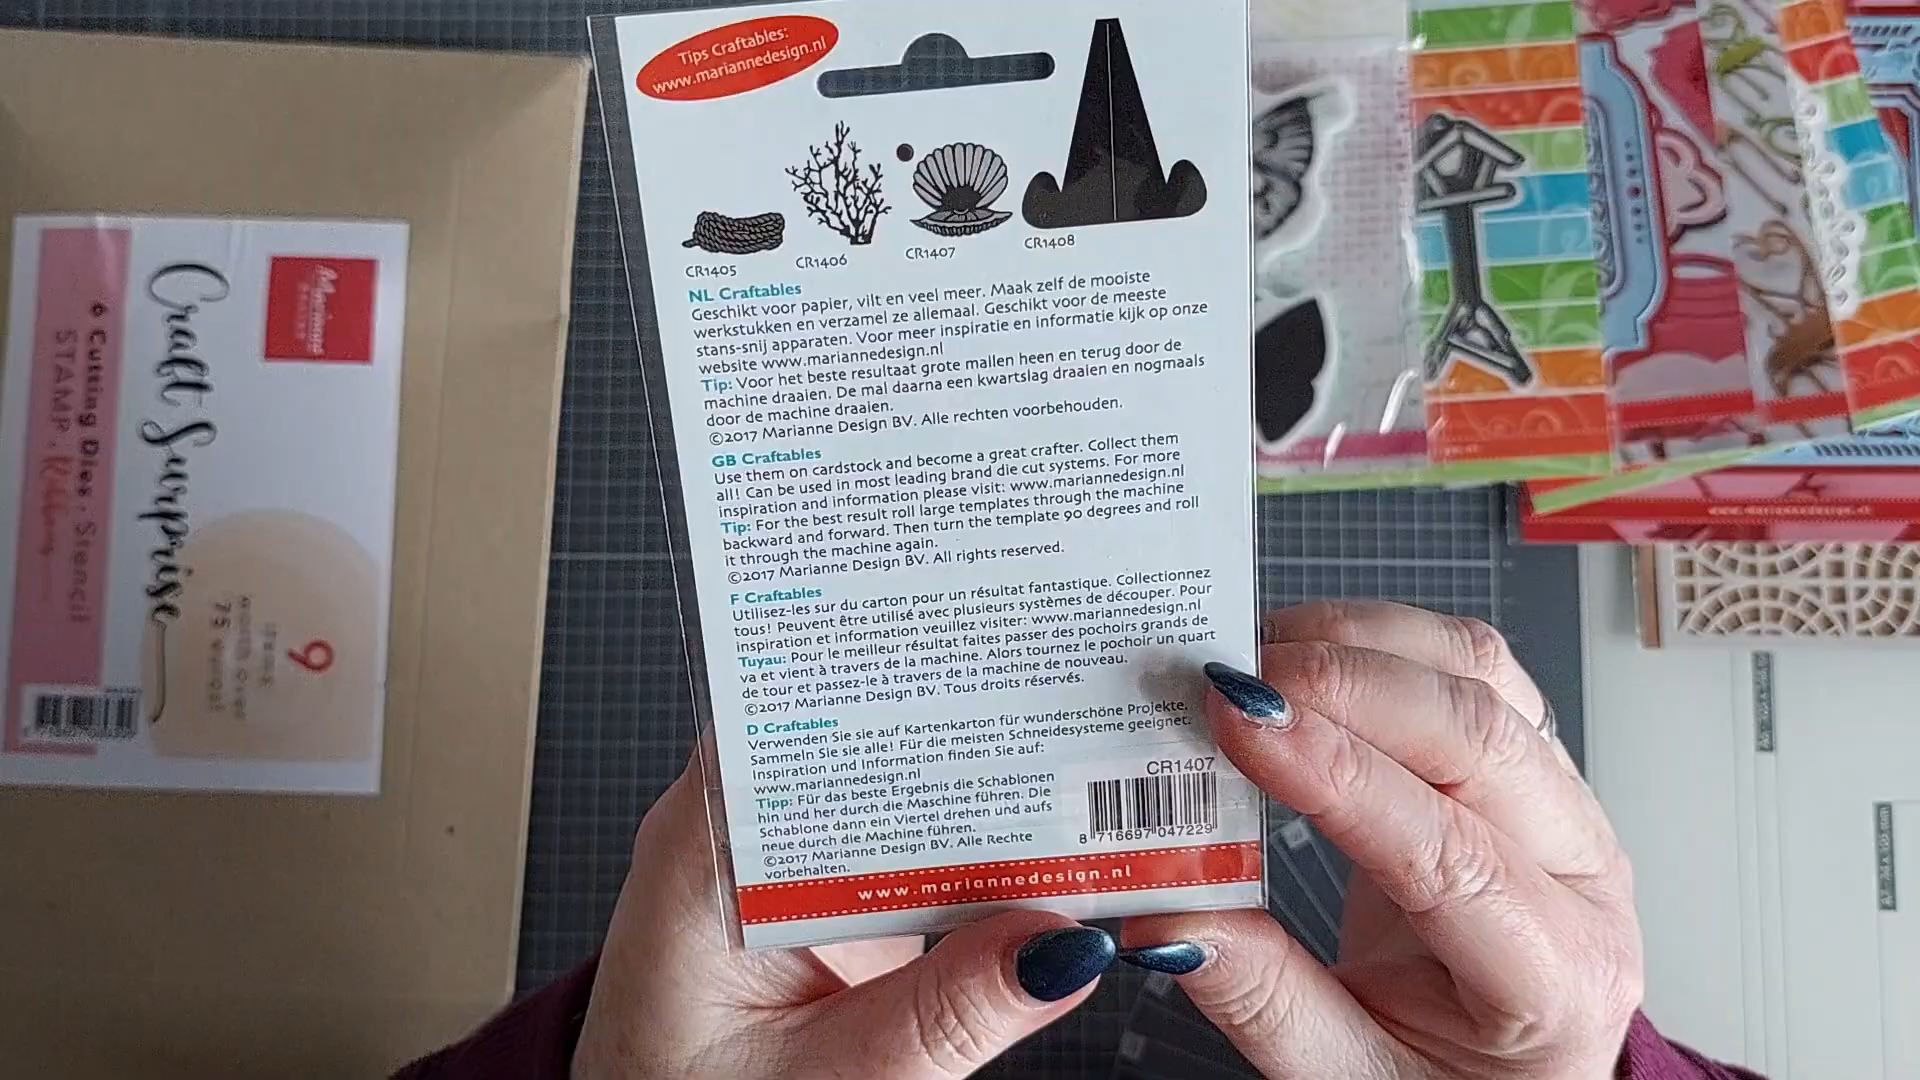 Tips Craftables:
www.mariannedesign.nl
CR1405
CR1406
CR1407
CR1408
NL Craftables
Geschikt voor papier, vilt en veel meer. Maak zelf de mooiste
werkstukken en verzamel ze allemaal. Geschikt voor de meeste
stans-snij apparaten. Voor meer inspiratie en informatie kijk op onze
website www.mariannedesign.nl
Tip: Voor het beste resultaat grote mallen heen en terug door de
machine draaien. De mal daarna een kwartslag draaien en nogmaals
door de machine draaien.
©2017 Marianne Design BV. Alle rechten voorbehouden.
GB Craftables
Use them on cardstock and become a great crafter. Collect them
all! Can be used in most leading brand die cut systems. For more
inspiration and information please visit: www.mariannedesign.nl
Tip: For the best result roll large templates through the machine
backward and forward. Then turn the template 90 degrees and roll
it through the machine again.
©2017 Marianne Design BV. All rights reserved.
F Craftables
Utilisez-les sur du carton pour un résultat fantastique. Collectionnez
tous! Peuvent être utilisé avec plusieurs systèmes de découper. Pour
inspiration et information veuillez visiter: www.mariannedesign.nl
Tuyau: Pour le meilleur résultat faites passer des pochoirs grands de
va et vient à travers de la machine. Alors tournez le pochoir un quart
de tour et passez-le à travers de la machine de nouveau.
©2017 Marianne Design BV. Tous droits réservés.
D Craftables
Verwenden Sie sie auf Kartenkarton für wunderschöne Projekte.
Sammeln Sie sie alle! Für die meisten Schneidesysteme geeignet.
Inspiration und Information finden Sie auf:
www.mariannedesign.nl
Tipp: Für das beste Ergebnis die Schablonen
hin und her durch die Maschine führen. Die
Schablone dann ein Viertel drehen und aufs
neue durch die Machine führen.
©2017 Marianne Design BV. Alle Rechte
vorbehalten.
CR1407
8 716697 047229
www.mariannedesign.nl
Marianne
Craft Surprise
6 Cutting Dies • Stencil
STAMP • Ribbon
9
items
worth over
75 euros!
www.mariannedesign.nl